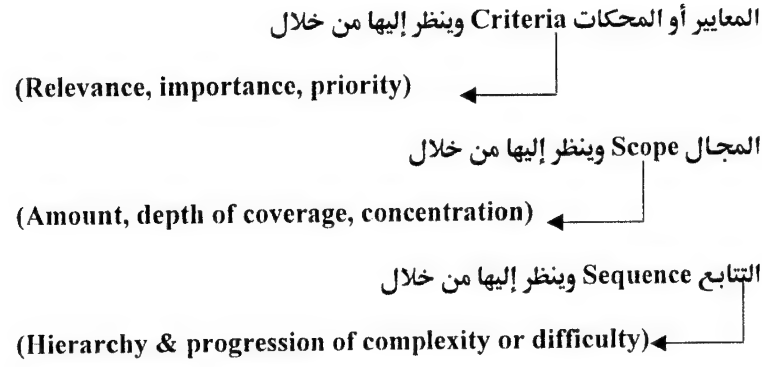 المعايير أو المحكات Criteria وينظر إليها من خلال
(Relevance, importance, priority)
المجال Scope وينظر إليها من خلال
(Amount, depth of coverage, concentration)
التتابع Sequence وينظر إليها من خلال
(Hierarchy & progression of complexity or difficulty)